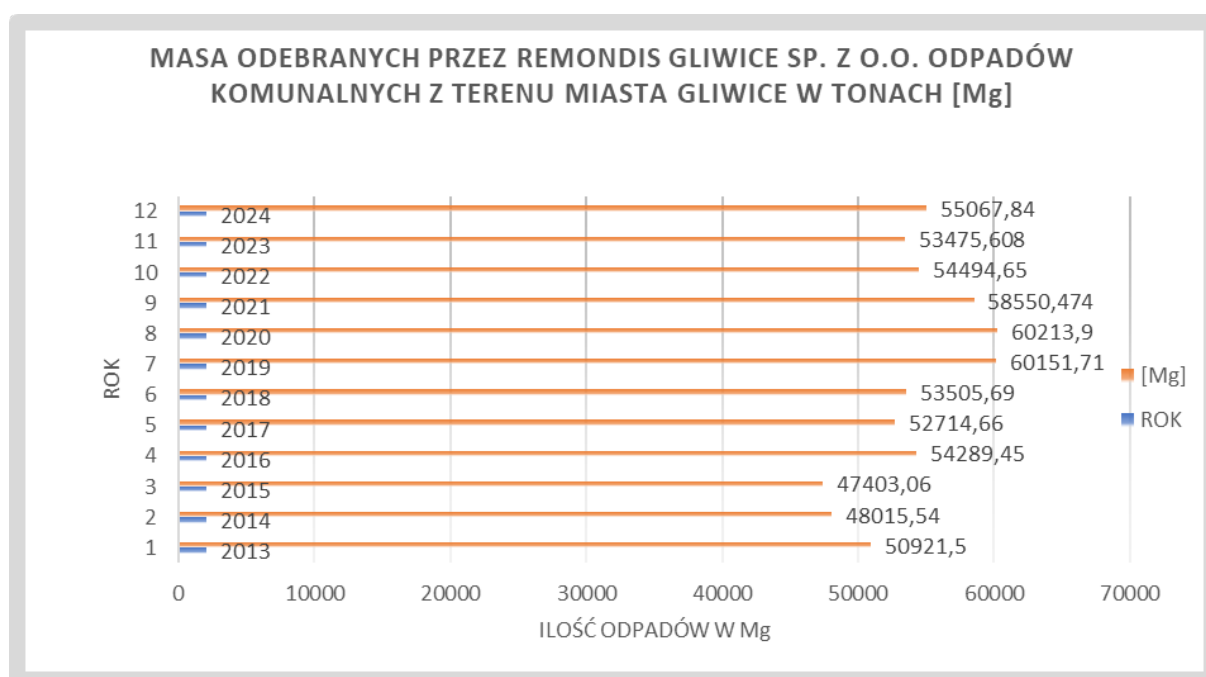 MASA ODEBRANYCH PRZEZ REMONDIS GLIWICE SP. Z O.O. ODPADÓW
KOMUNALNYCH Z TERENU MIASTA GLIWICE W TONACH [Mg]
ROK
12 2024 55067,84
11 2023 53475,608
10 2022 54494,65
9 2021 58550,474
8 2020 60213,9
7 2019 60151,71
6 2018 53505,69
5 2017 52714,66
4 2016 54289,45
3 2015 47403,06
2 2014 48015,54
1 2013 50921,5
[Mg]
ROK
0 10000 20000 30000 40000 50000 60000 70000
ILOŚĆ ODPADÓW W Mg